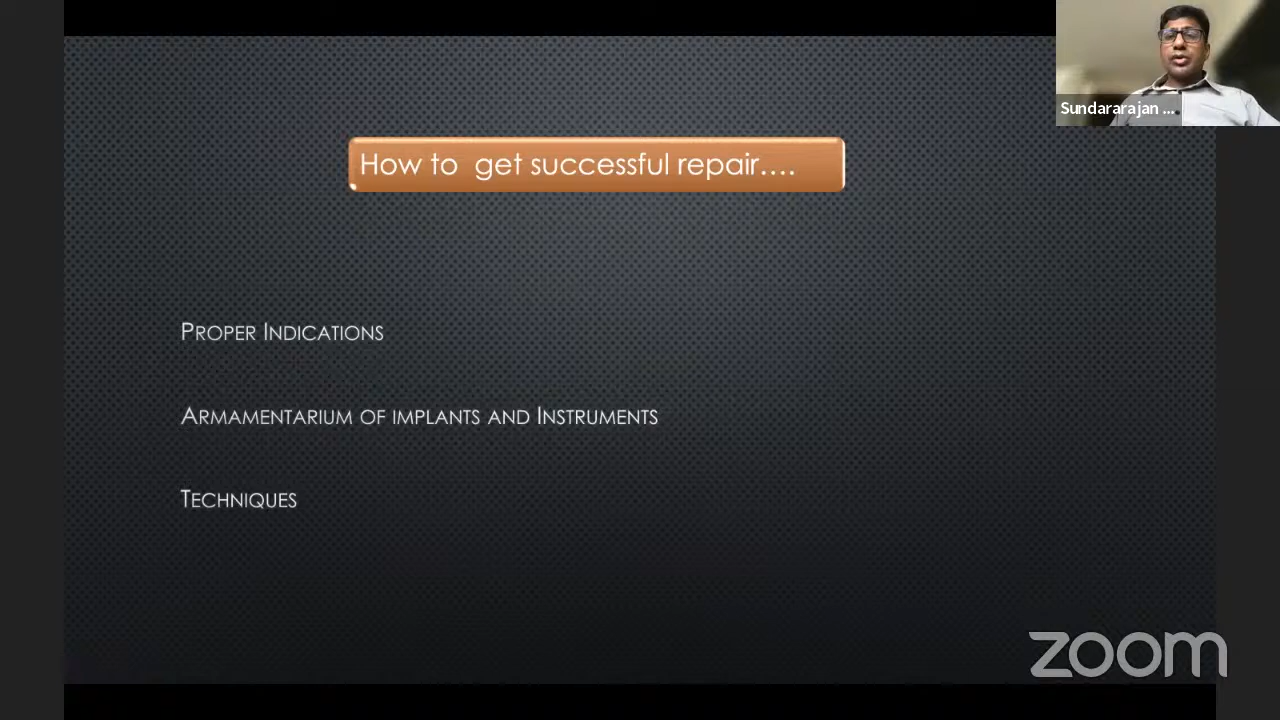 How to get successful repair....
Sundararajan ...
PROPER INDICATIONS
ARMAMENTARIUM OF IMPLANTS AND INSTRUMENTS
TECHNIQUES
zoom